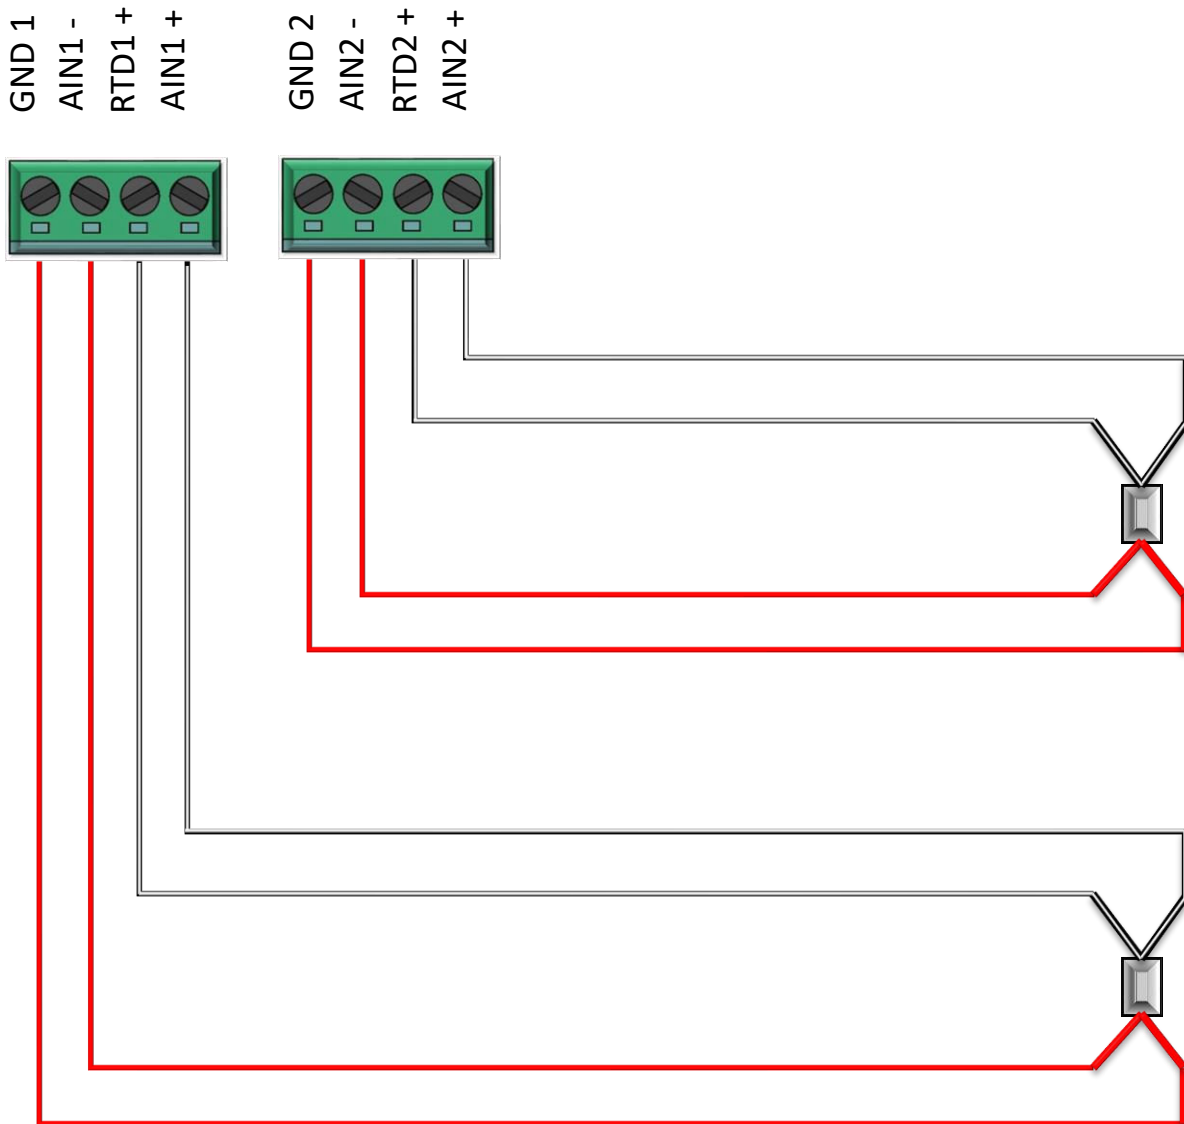 GND 1
AIN1 -
RTD1 +
AIN1 +
GND 2
AIN2 -
RTD2 +
AIN2 +